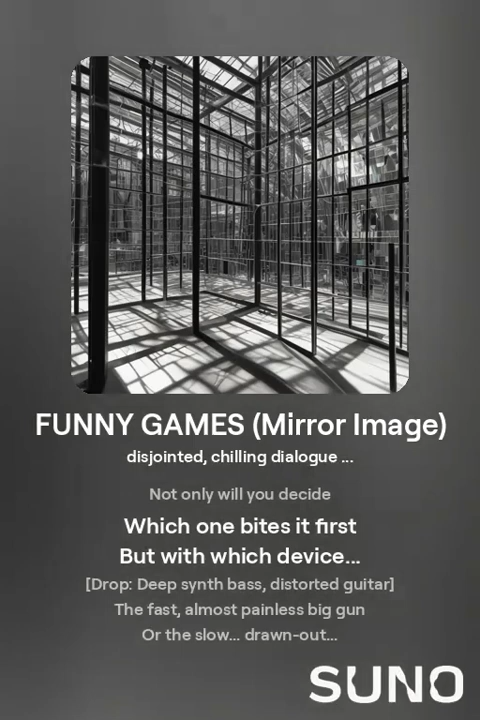 FUNNY GAMES (Mirror Image)
disjointed, chilling dialogue ...
Not only will you decide
Which one bites it first
But with which device...
[Drop: Deep synth bass, distorted guitar]
The fast, almost painless big gun
Or the slow... drawn-out...
SUNO